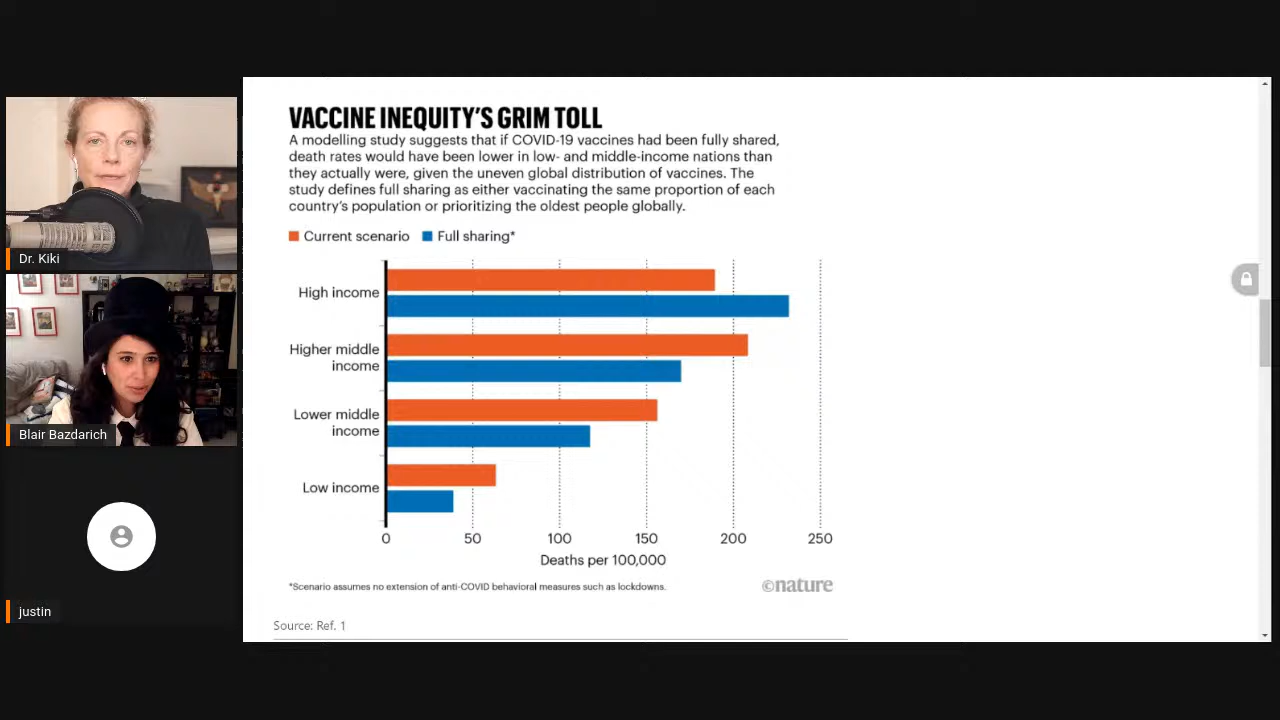 VACCINE INEQUITY'S GRIM TOLL
A modelling study suggests that if COVID-19 vaccines had been fully shared,
death rates would have been lower in low- and middle-income nations than
they actually were, given the uneven global distribution of vaccines. The
study defines full sharing as either vaccinating the same proportion of each
country's population or prioritizing the oldest people globally.
Current scenario Full sharing*
High income
Higher middle
income
Lower middle
income
Low income
0 50 100 150 200 250
Deaths per 100,000
*Scenario assumes no extension of anti-COVID behavioral measures such as lockdowns.
©nature
Source: Ref. 1
Dr. Kiki
Blair Bazdarich
justin